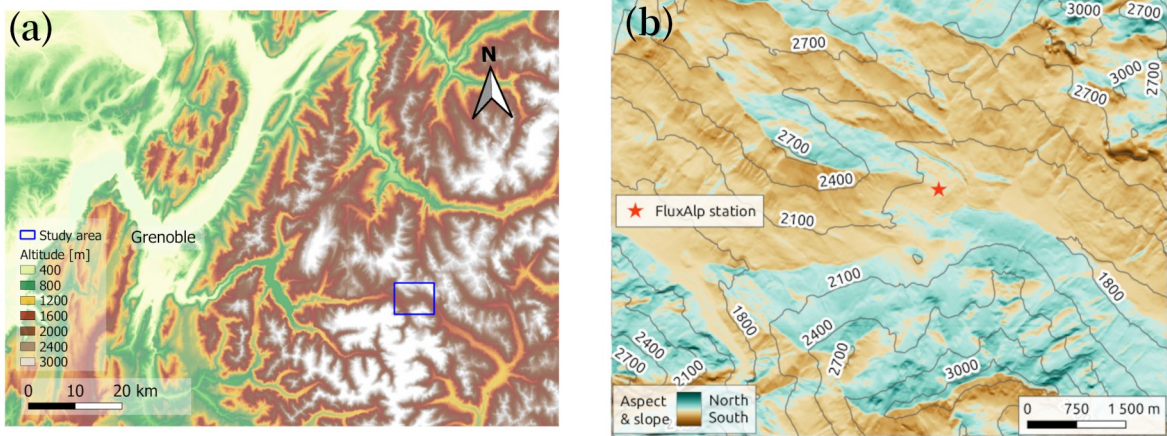 (a)
N
Grenoble
Study area
Altitude [m]
400
800
1200
1600
2000
2400
3000
0 10 20 km
(b)
3000
2700
2700
3000
2700
2700
2700
2400
FluxAlp station
2100
2100
1800
1800
2400
2400
2700
2700
2100
3000
Aspect
& slope
North
South
0 750 1 500 m